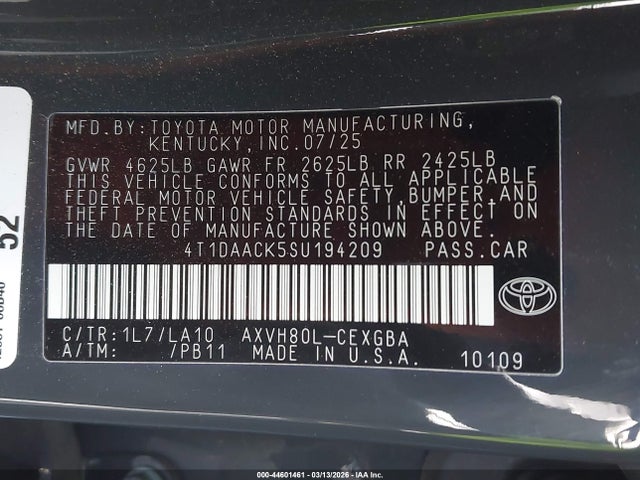 MFD.BY:TOYOTA MOTOR MANUFACTURING,
KENTUCKY,INC.07/25
GVWR 4625LB GAWR FR 2625LB RR 2425LB
THIS VEHICLE CONFORMS TO ALL APPLICABLE
FEDERAL MOTOR VEHICLE SAFETY,BUMPER,AND
THEFT PREVENTION STANDARDS IN EFFECT ON
THE DATE OF MANUFACTURE SHOWN ABOVE.
4T1DAACK5SU194209 PASS.CAR
C/TR:1L7/LA10 AXVH80L-CEXGBA
A/TM: /PB11 MADE IN U.S.A. 10109
52
000-44601461 | 03/13/2026 | IAA Inc.